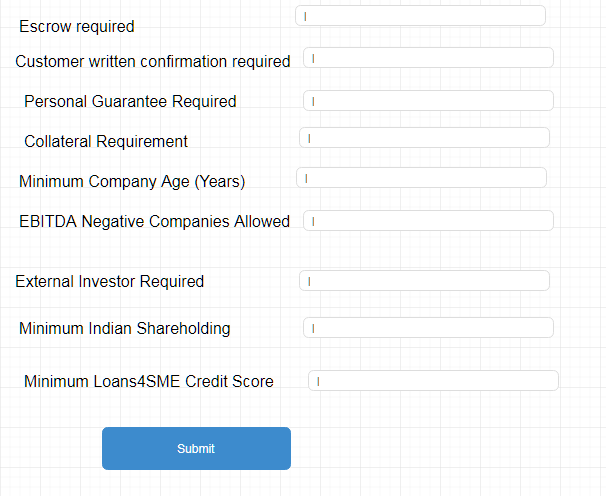 Escrow required
Customer written confirmation required
Personal Guarantee Required
Collateral Requirement
Minimum Company Age (Years)
EBITDA Negative Companies Allowed
External Investor Required
Minimum Indian Shareholding
Minimum Loans4SME Credit Score
Submit